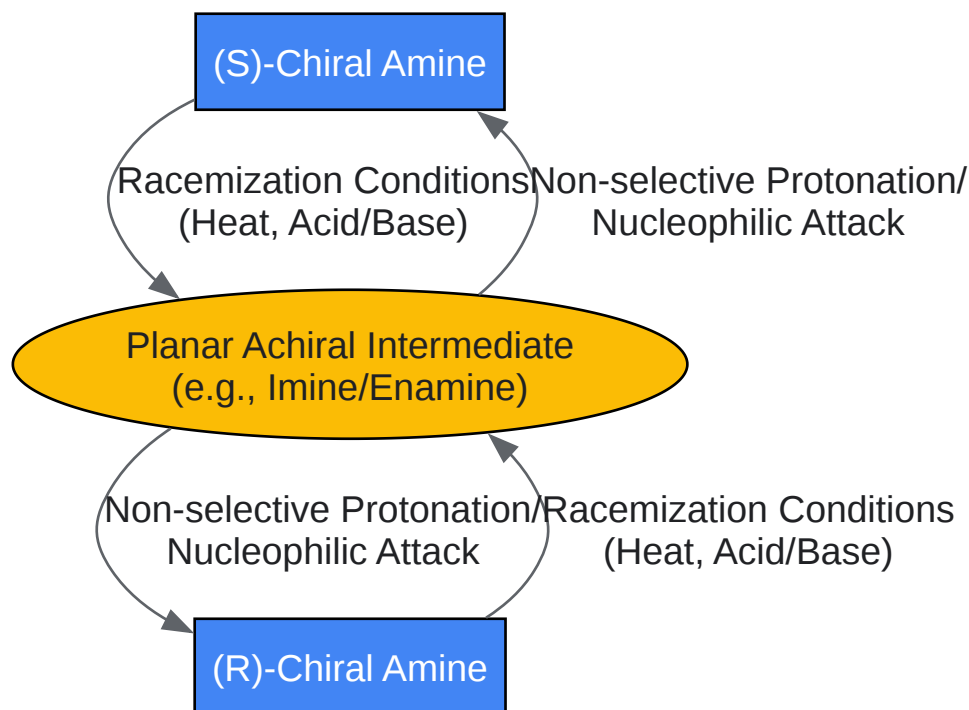 (S)-Chiral Amine
Racemization Conditions
(Heat, Acid/Base)
Non-selective Protonation/
Nucleophilic Attack
Planar Achiral Intermediate
(e.g., Imine/Enamine)
Non-selective Protonation/
Nucleophilic Attack
Racemization Conditions
(Heat, Acid/Base)
(R)-Chiral Amine